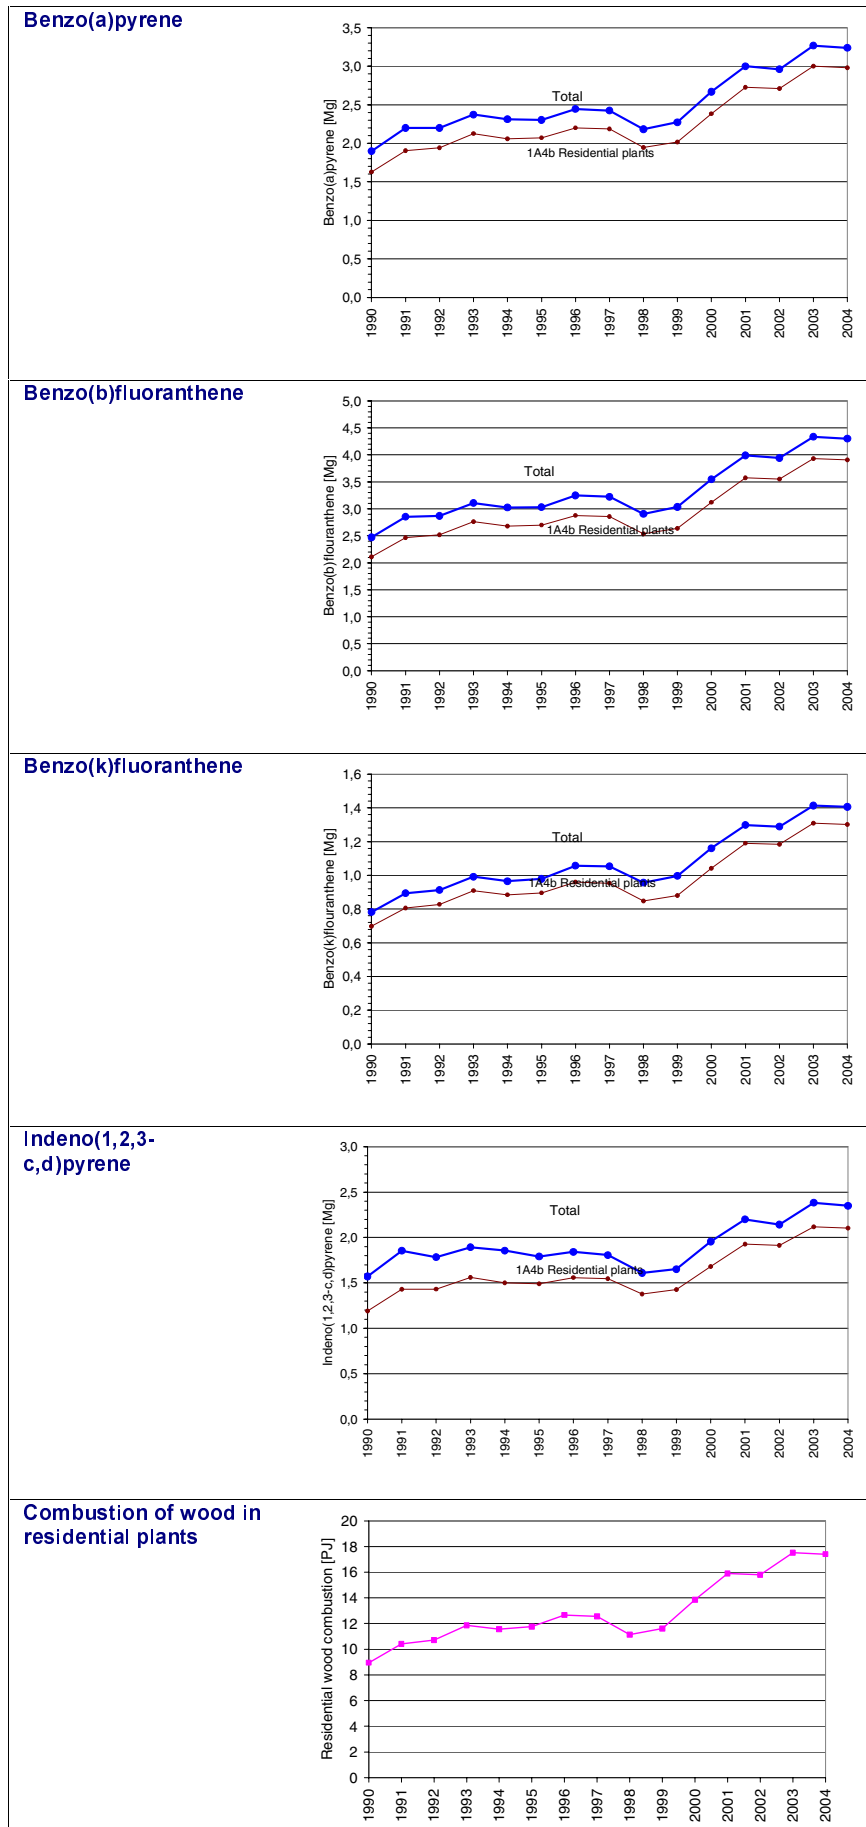 Benzo(a)pyrene
Benzo(a)pyrene [Mg]
3,5
3,0
2,5
2,0
1,5
1,0
0,5
0,0
Total
1A4b Residential plants
1990 1991 1992 1993 1994 1995 1996 1997 1998 1999 2000 2001 2002 2003 2004
Benzo(b)fluoranthene
Benzo(b)flouranthene [Mg]
5,0
4,5
4,0
3,5
3,0
2,5
2,0
1,5
1,0
0,5
0,0
Total
1A4b Residential plants
1990 1991 1992 1993 1994 1995 1996 1997 1998 1999 2000 2001 2002 2003 2004
Benzo(k)fluoranthene
Benzo(k)flouranthene [Mg]
1,6
1,4
1,2
1,0
0,8
0,6
0,4
0,2
0,0
Total
1A4b Residential plants
1990 1991 1992 1993 1994 1995 1996 1997 1998 1999 2000 2001 2002 2003 2004
Indeno(1,2,3-
c,d)pyrene
Indeno(1,2,3-c,d)pyrene [Mg]
3,0
2,5
2,0
1,5
1,0
0,5
0,0
Total
1A4b Residential plants
1990 1991 1992 1993 1994 1995 1996 1997 1998 1999 2000 2001 2002 2003 2004
Combustion of wood in
residential plants
Residential wood combustion [PJ]
20
18
16
14
12
10
8
6
4
2
0
1990 1991 1992 1993 1994 1995 1996 1997 1998 1999 2000 2001 2002 2003 2004